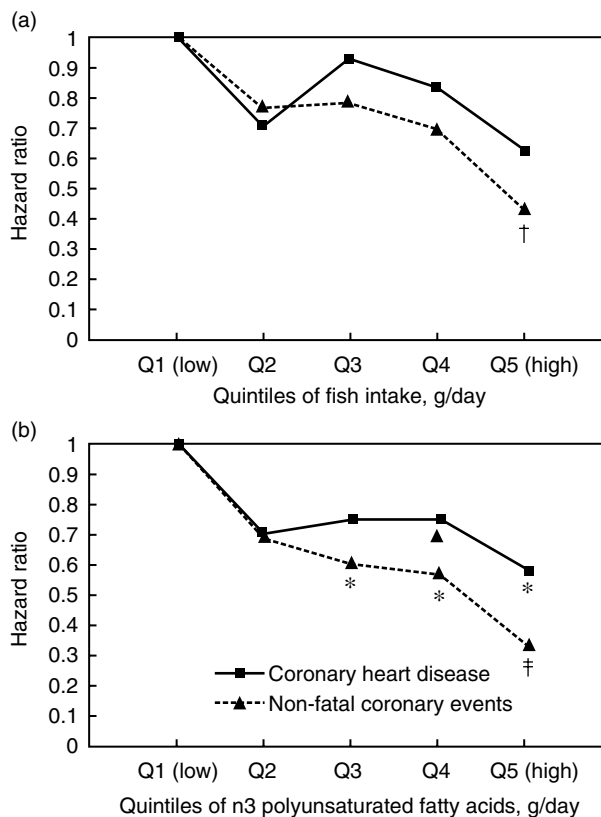 (a)
1
0.9
0.8
0.7
0.6
0.5
0.4
0.3
0.2
0.1
0
Hazard ratio
†
Q1 (low) Q2 Q3 Q4 Q5 (high)
Quintiles of fish intake, g/day
(b)
1
0.9
0.8
0.7
0.6
0.5
0.4
0.3
0.2
0.1
0
Hazard ratio
* * *
‡
Coronary heart disease
Non-fatal coronary events
Q1 (low) Q2 Q3 Q4 Q5 (high)
Quintiles of n3 polyunsaturated fatty acids, g/day